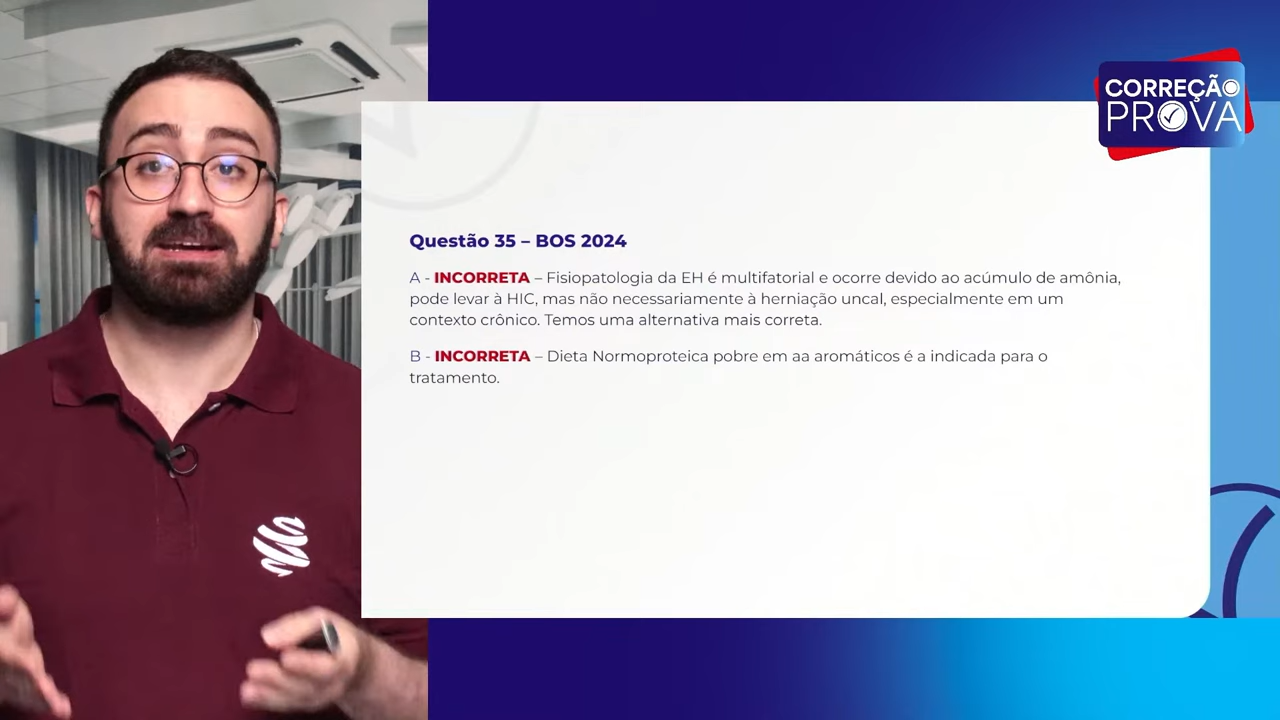 CORREÇÃO
PROVA
Questão 35 – BOS 2024
A - INCORRETA – Fisiopatologia da EH é multifatorial e ocorre devido ao acúmulo de amônia,
pode levar à HIC, mas não necessariamente à herniação uncal, especialmente em um
contexto crônico. Temos uma alternativa mais correta.
B - INCORRETA – Dieta Normoproteica pobre em aa aromáticos é a indicada para o
tratamento.